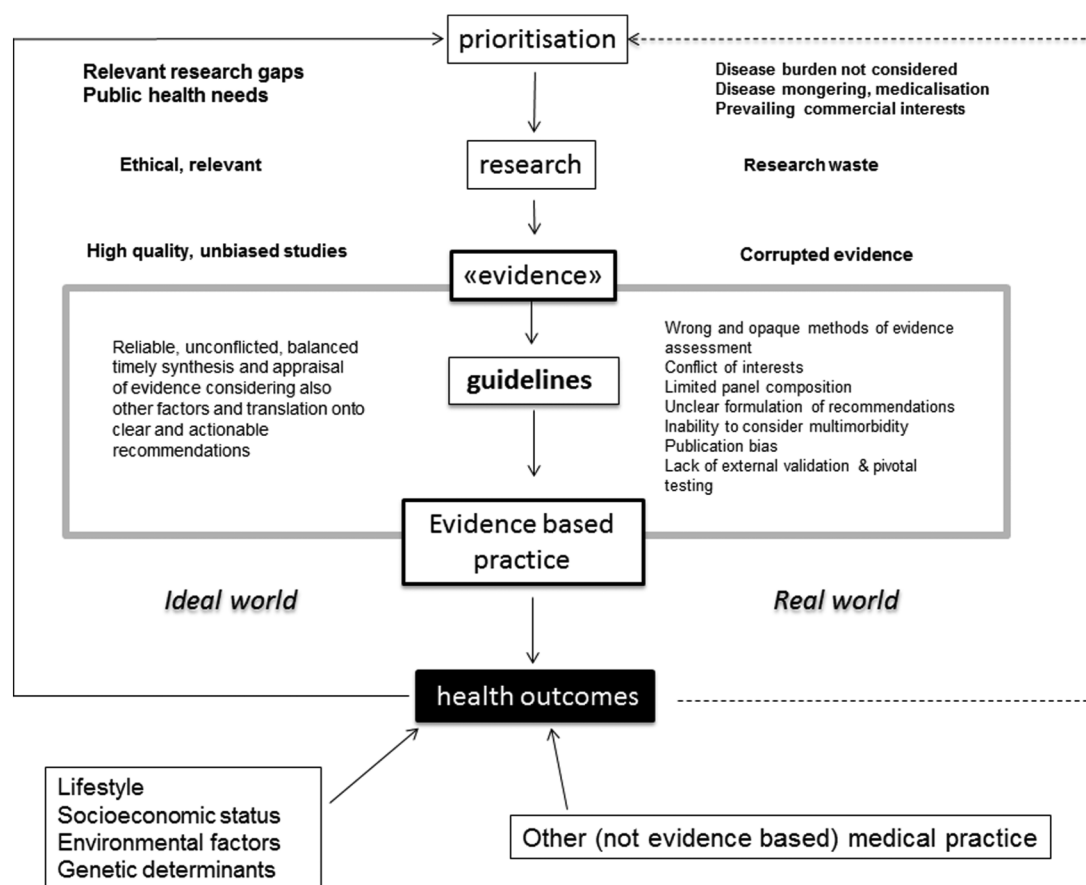 prioritisation
Relevant research gaps
Public health needs
Disease burden not considered
Disease mongering, medicalisation
Prevailing commercial interests
Ethical, relevant
research
Research waste
High quality, unbiased studies
«evidence»
Corrupted evidence
Reliable, unconflicted, balanced
timely synthesis and appraisal
of evidence considering also
other factors and translation onto
clear and actionable
recommendations
guidelines
Wrong and opaque methods of evidence
assessment
Conflict of interests
Limited panel composition
Unclear formulation of recommendations
Inability to consider multimorbidity
Publication bias
Lack of external validation & pivotal
testing
Evidence based
practice
Ideal world
Real world
health outcomes
Lifestyle
Socioeconomic status
Environmental factors
Genetic determinants
Other (not evidence based) medical practice